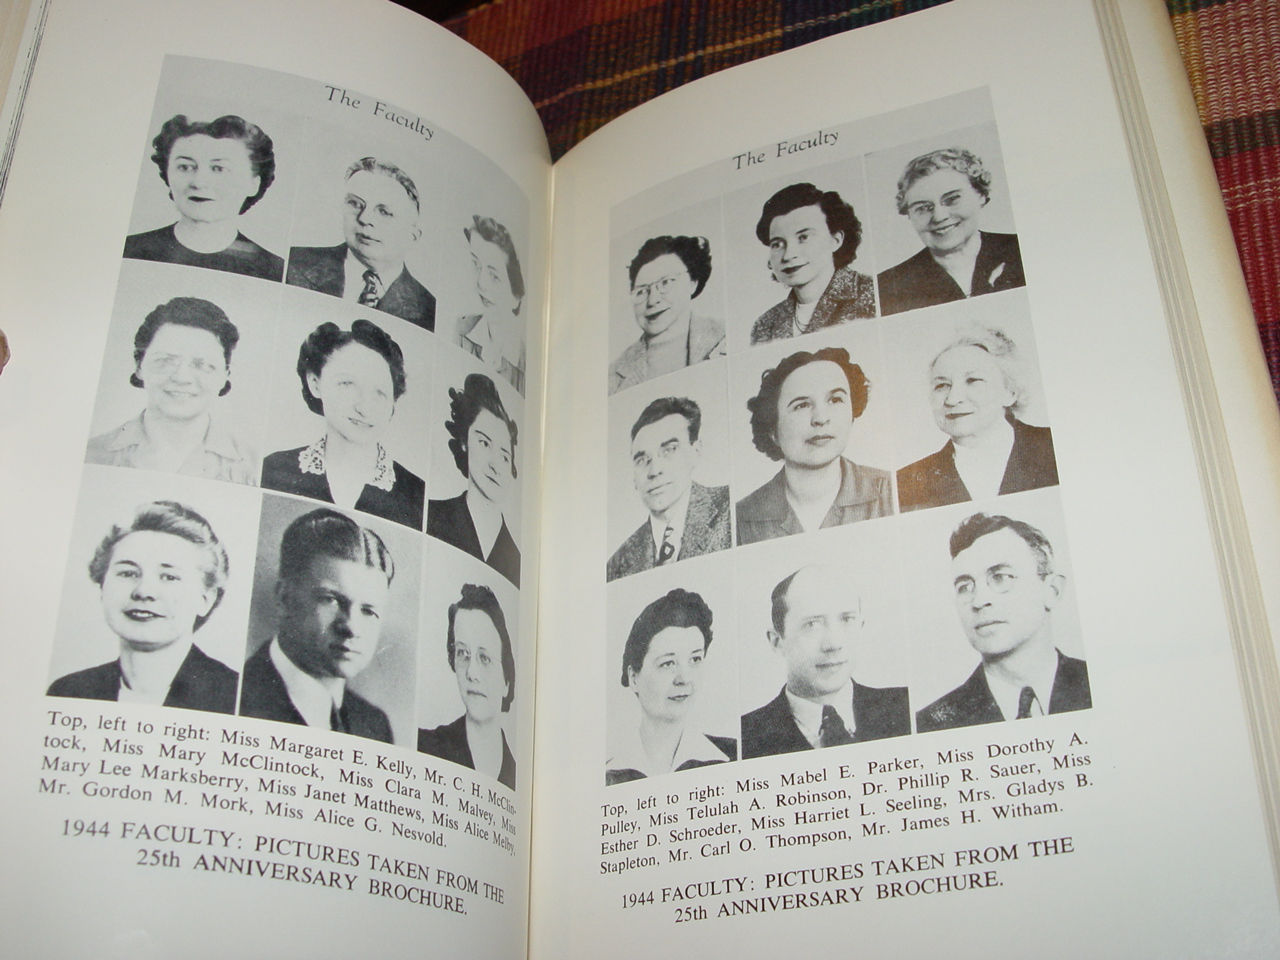 The Faculty
Top, left to right: Miss Margaret E. Kelly, Mr. C. H. McClin-
tock, Miss Mary McClintock, Miss Clara M. Malvey, Miss
Mary Lee Marksberry, Miss Janet Matthews, Miss Alice Melby,
Mr. Gordon M. Mork, Miss Alice G. Nesvold.
1944 FACULTY: PICTURES TAKEN FROM THE
25th ANNIVERSARY BROCHURE.
The Faculty
Top, left to right: Miss Mabel E. Parker, Miss Dorothy A.
Pulley, Miss Telulah A. Robinson, Dr. Phillip R. Sauer, Miss
Esther D. Schroeder, Miss Harriet L. Seeling, Mrs. Gladys B.
Stapleton, Mr. Carl O. Thompson, Mr. James H. Witham.
1944 FACULTY: PICTURES TAKEN FROM THE
25th ANNIVERSARY BROCHURE.